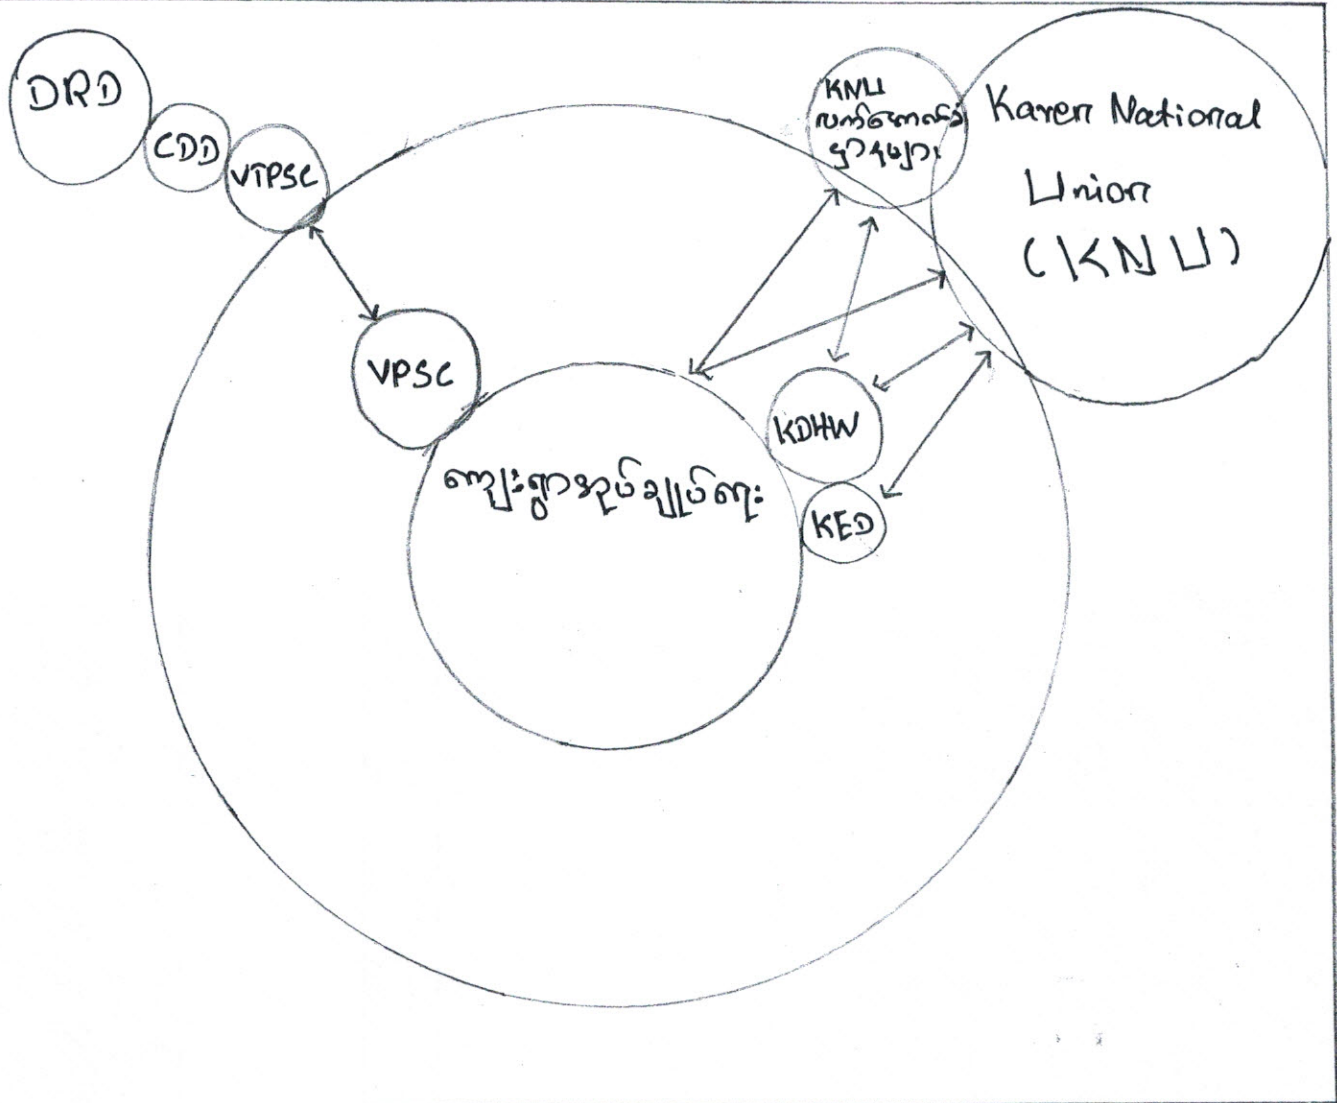 DRD
CDD
VTPSC
KNU
လက်အောက်ခံ
ဌာနများ
Karen National
Union
(KNU)
VPSC
KDHW
ကျေးရွာအုပ်ချုပ်ရေး
KED